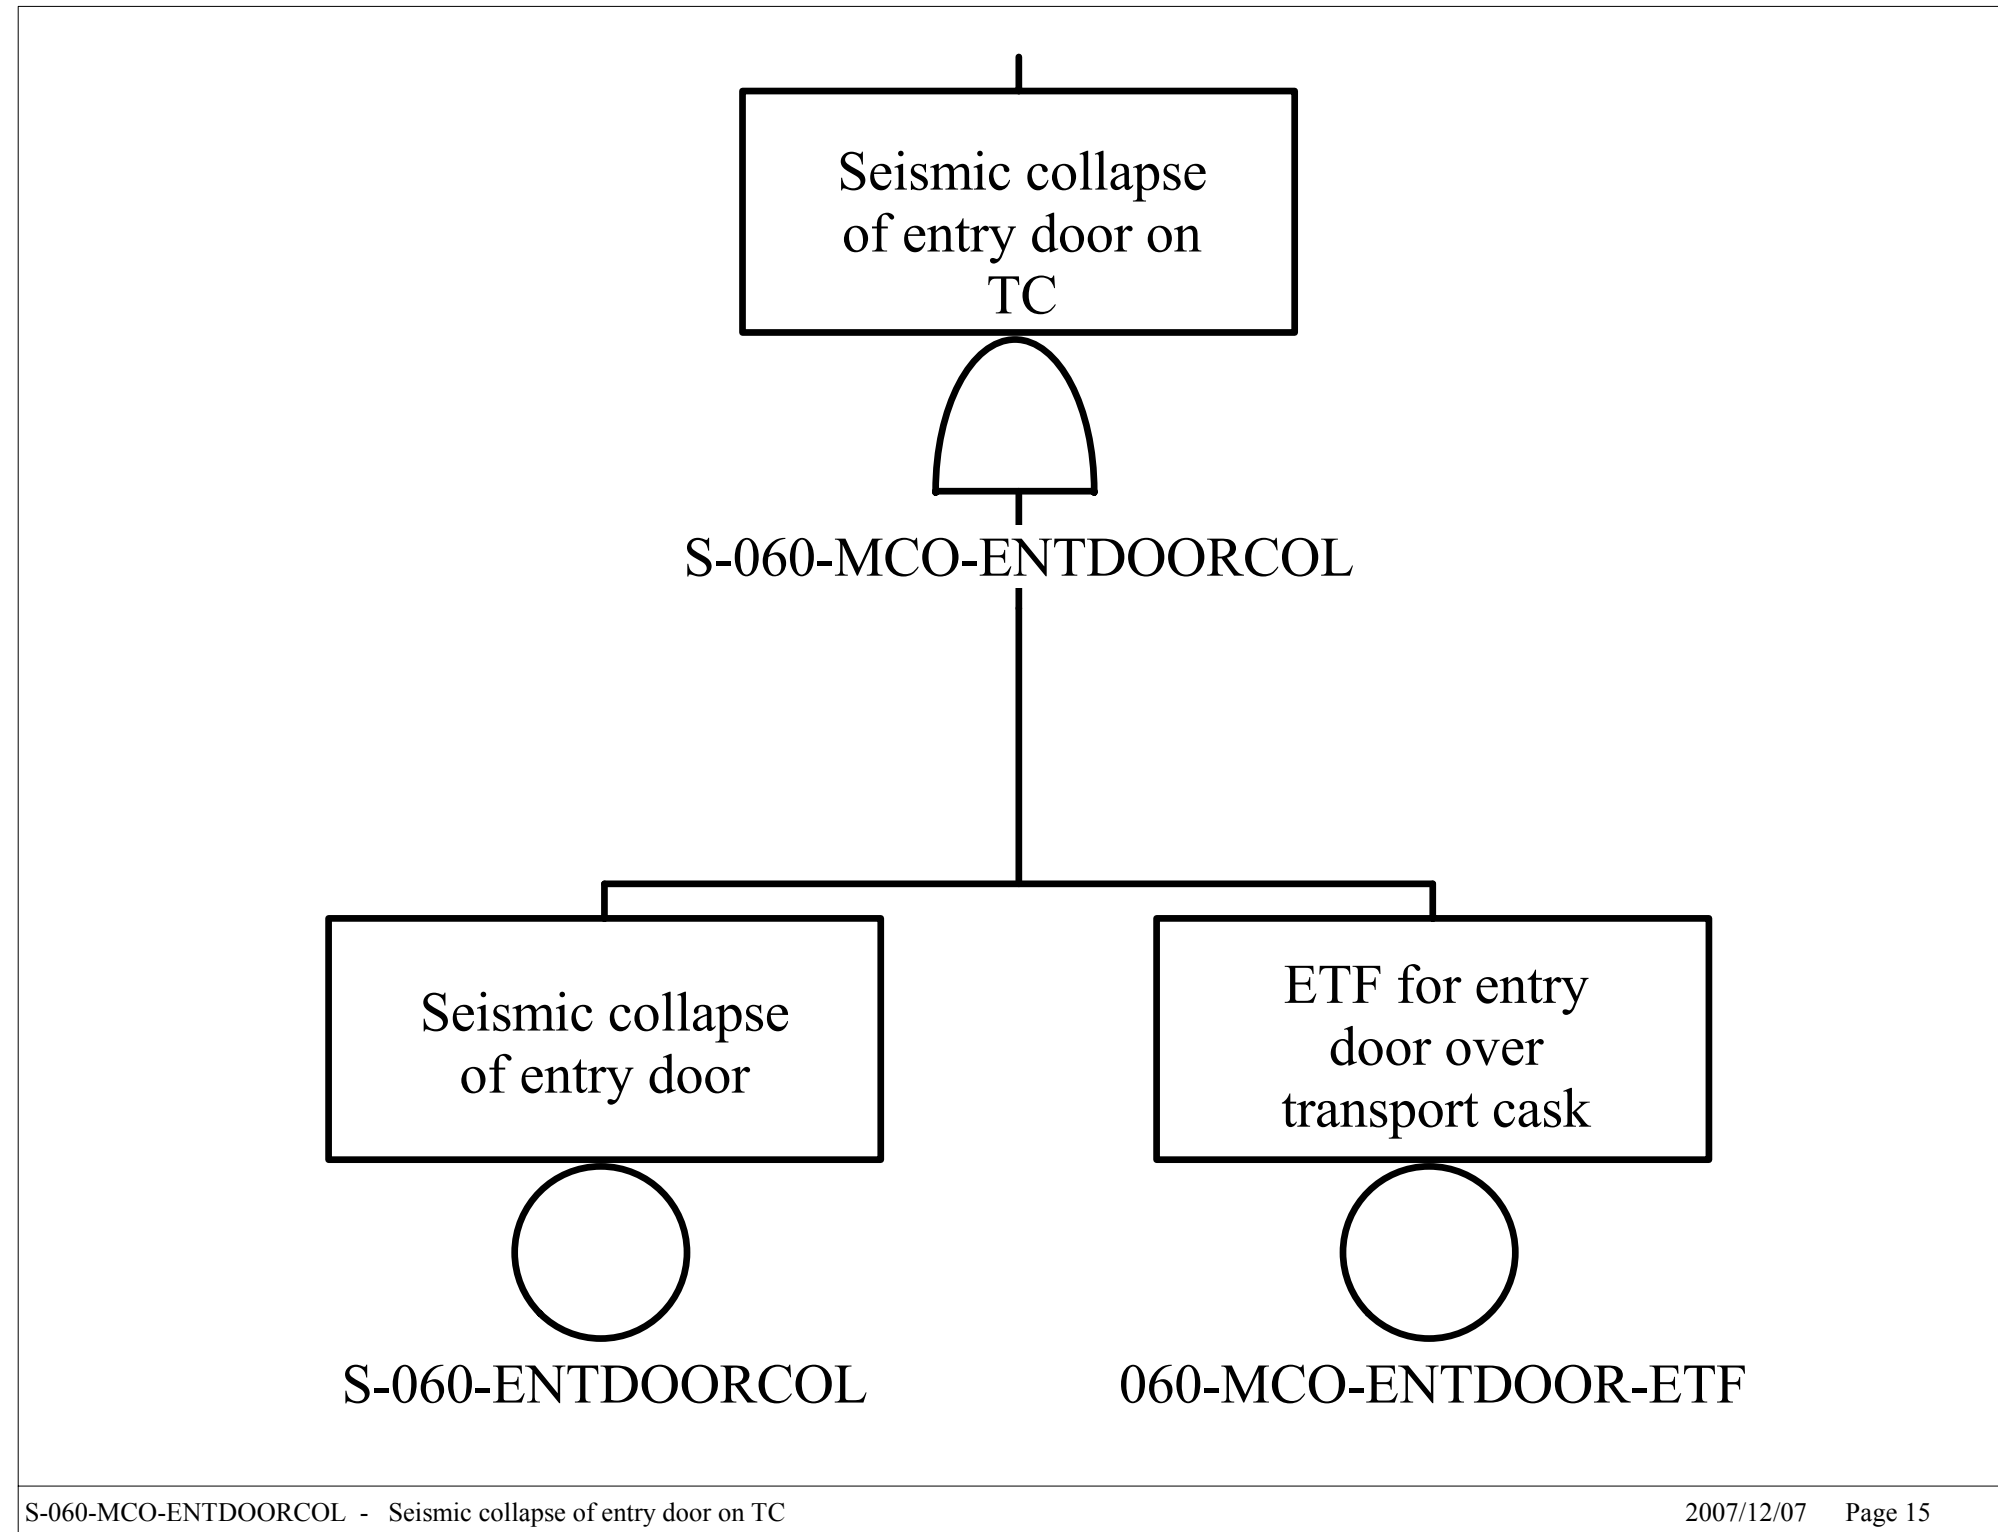 Seismic collapse
of entry door on
TC
S-060-MCO-ENTDOORCOL
Seismic collapse
of entry door
ETF for entry
door over
transport cask
S-060-ENTDOORCOL
060-MCO-ENTDOOR-ETF
S-060-MCO-ENTDOORCOL - Seismic collapse of entry door on TC
2007/12/07 Page 15